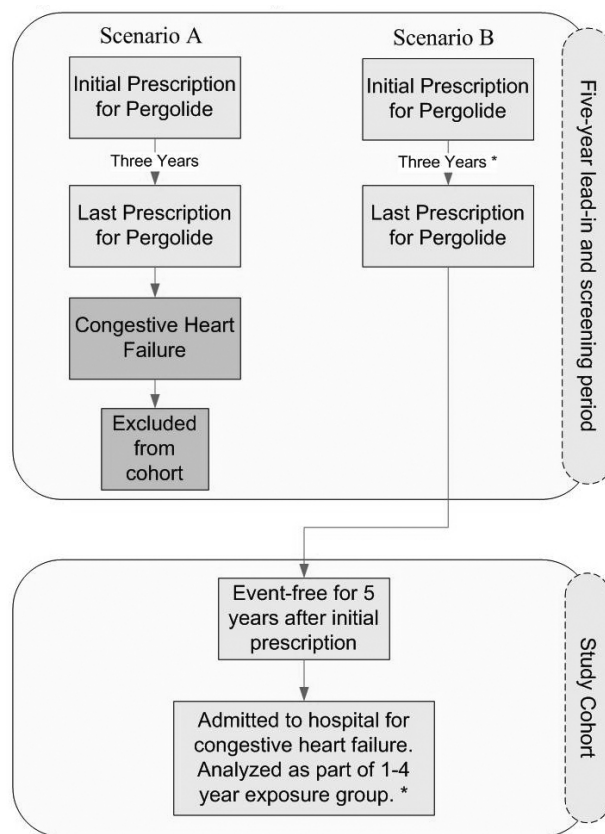 Scenario A
Initial Prescription
for Pergolide
Three Years
Last Prescription
for Pergolide
Congestive Heart
Failure
Excluded
from
cohort
Scenario B
Initial Prescription
for Pergolide
Three Years *
Last Prescription
for Pergolide
Five-year lead-in and screening period
Event-free for 5
years after initial
prescription
Admitted to hospital for
congestive heart failure.
Analyzed as part of 1-4
year exposure group. *
Study Cohort